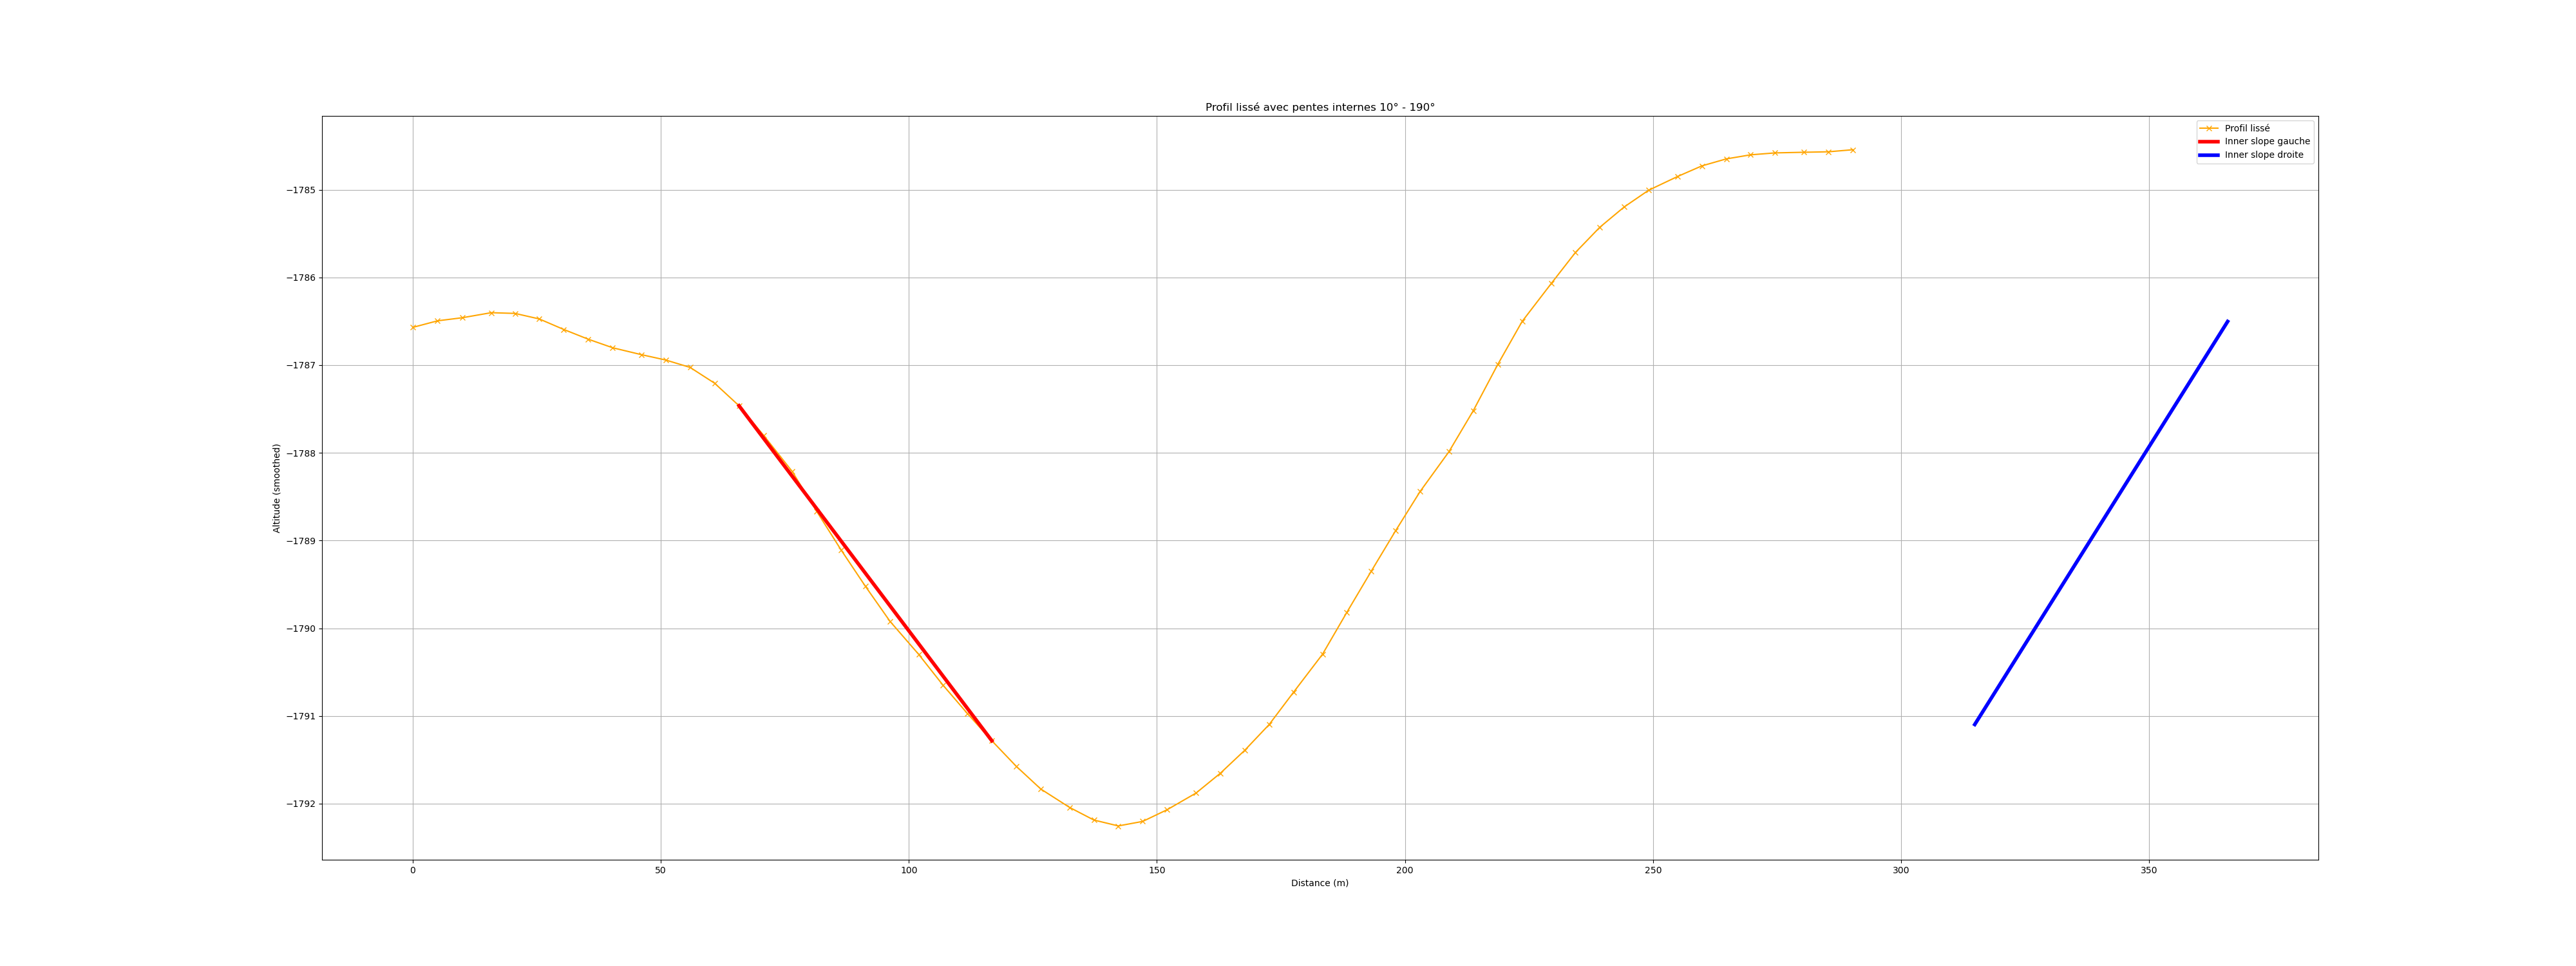 Profil lissé avec pentes internes 10° - 190°
Profil lissé
Inner slope gauche
Inner slope droite
−1785
−1786
−1787
−1788
−1789
−1790
−1791
−1792
Altitude (smoothed)
0 50 100 150 200 250 300 350
Distance (m)